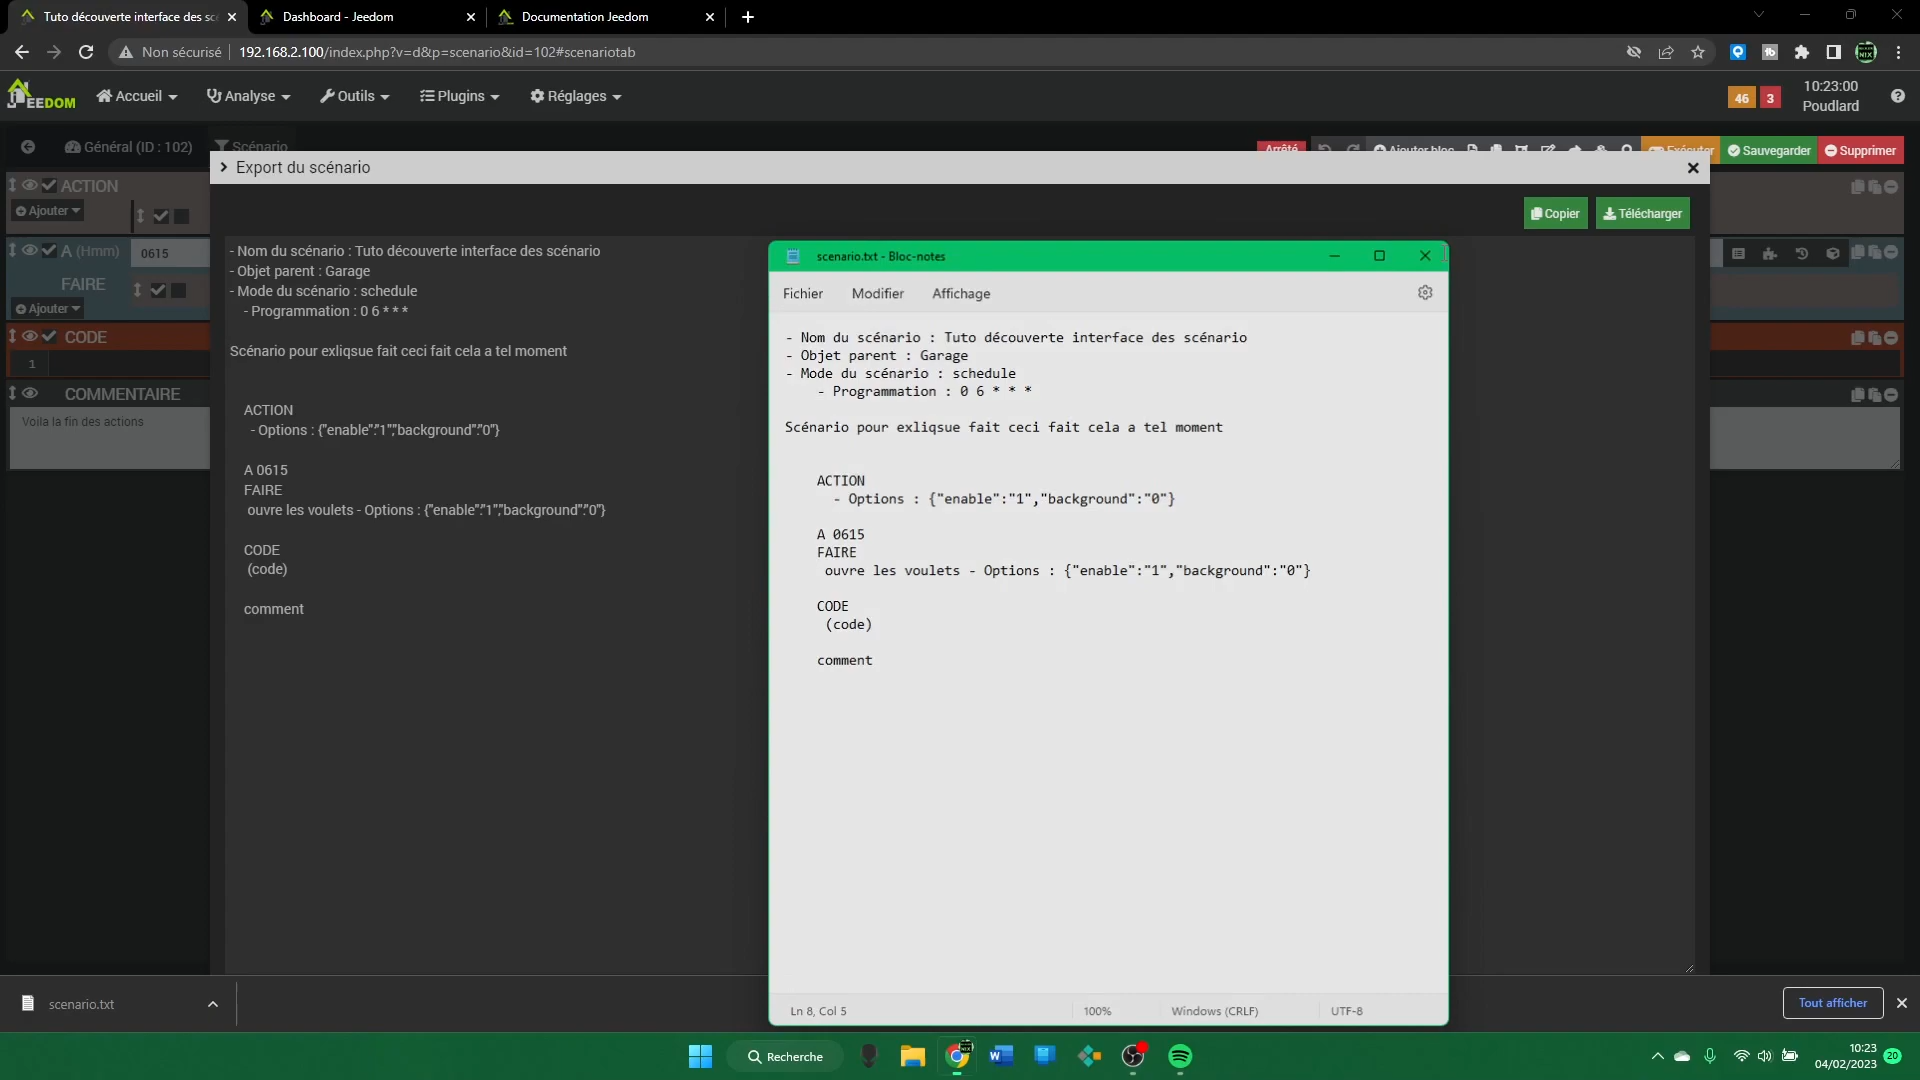 Tuto découverte interface des scé
Dashboard - Jeedom
Documentation Jeedom
Non sécurisé
192.168.2.100/index.php?v=d&p=scenario&id=102#scenariotab
JEEDOM
Accueil
Analyse
Outils
Plugins
Réglages
46
3
10:23:00
Poudlard
Général (ID : 102)
Scénario
Arrêté
Ajouter bloc
Exécuter
Sauvegarder
Supprimer
Export du scénario
ACTION
Ajouter
Copier
Télécharger
A (Hmm)
0615
FAIRE
Ajouter
CODE
1
COMMENTAIRE
Voila la fin des actions
- Nom du scénario : Tuto découverte interface des scénario
- Objet parent : Garage
- Mode du scénario : schedule
- Programmation : 0 6 * * *
Scénario pour exliqsue fait ceci fait cela a tel moment
ACTION
- Options : {"enable":"1","background":"0"}
A 0615
FAIRE
ouvre les voulets - Options : {"enable":"1","background":"0"}
CODE
(code)
comment
scenario.txt - Bloc-notes
Fichier
Modifier
Affichage
- Nom du scénario : Tuto découverte interface des scénario
- Objet parent : Garage
- Mode du scénario : schedule
- Programmation : 0 6 * * *
Scénario pour exliqsue fait ceci fait cela a tel moment
ACTION
- Options : {"enable":"1","background":"0"}
A 0615
FAIRE
ouvre les voulets - Options : {"enable":"1","background":"0"}
CODE
(code)
comment
Ln 8, Col 5
100%
Windows (CRLF)
UTF-8
scenario.txt
Tout afficher
Recherche
10:23
04/02/2023
20